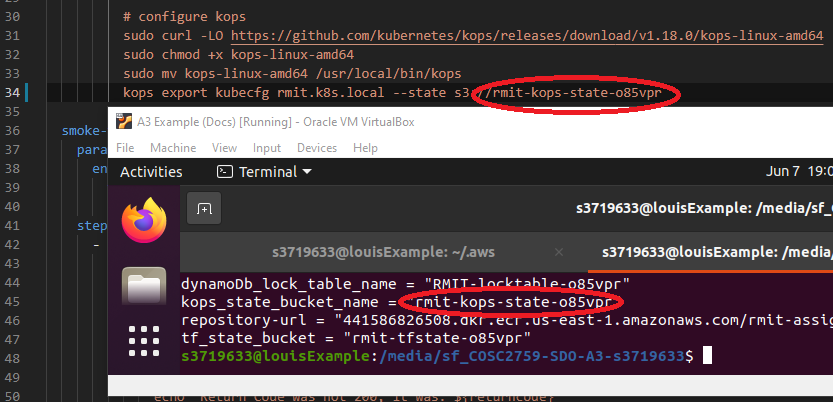 30 # configure kops
31 sudo curl -LO https://github.com/kubernetes/kops/releases/download/v1.18.0/kops-linux-amd64
32 sudo chmod +x kops-linux-amd64
33 sudo mv kops-linux-amd64 /usr/local/bin/kops
34 kops export kubecfg rmit.k8s.local --state s3://rmit-kops-state-o85vpr
35
A3 Example (Docs) [Running] - Oracle VM VirtualBox
36 smoke-
File Machine View Input Devices Help
37 para
38 en
Activities Terminal Jun 7 19:0
39
40
s3719633@louisExample: /media/sf_C
41 step
42 -
s3719633@louisExample: ~/.aws × s3719633@louisExample: /media/
43
44 dynamoDb_lock_table_name = "RMIT-locktable-o85vpr"
45 kops_state_bucket_name = "rmit-kops-state-o85vpr
46 repository-url = "441586826508.dkr.ecr.us-east-1.amazonaws.com/rmit-assig
47 tf_state_bucket = "rmit-tfstate-o85vpr"
48 s3719633@louisExample:/media/sf_COSC2759-SDO-A3-s3719633$
49
50 echo "Return Code was not 200, it was: ${returncode}